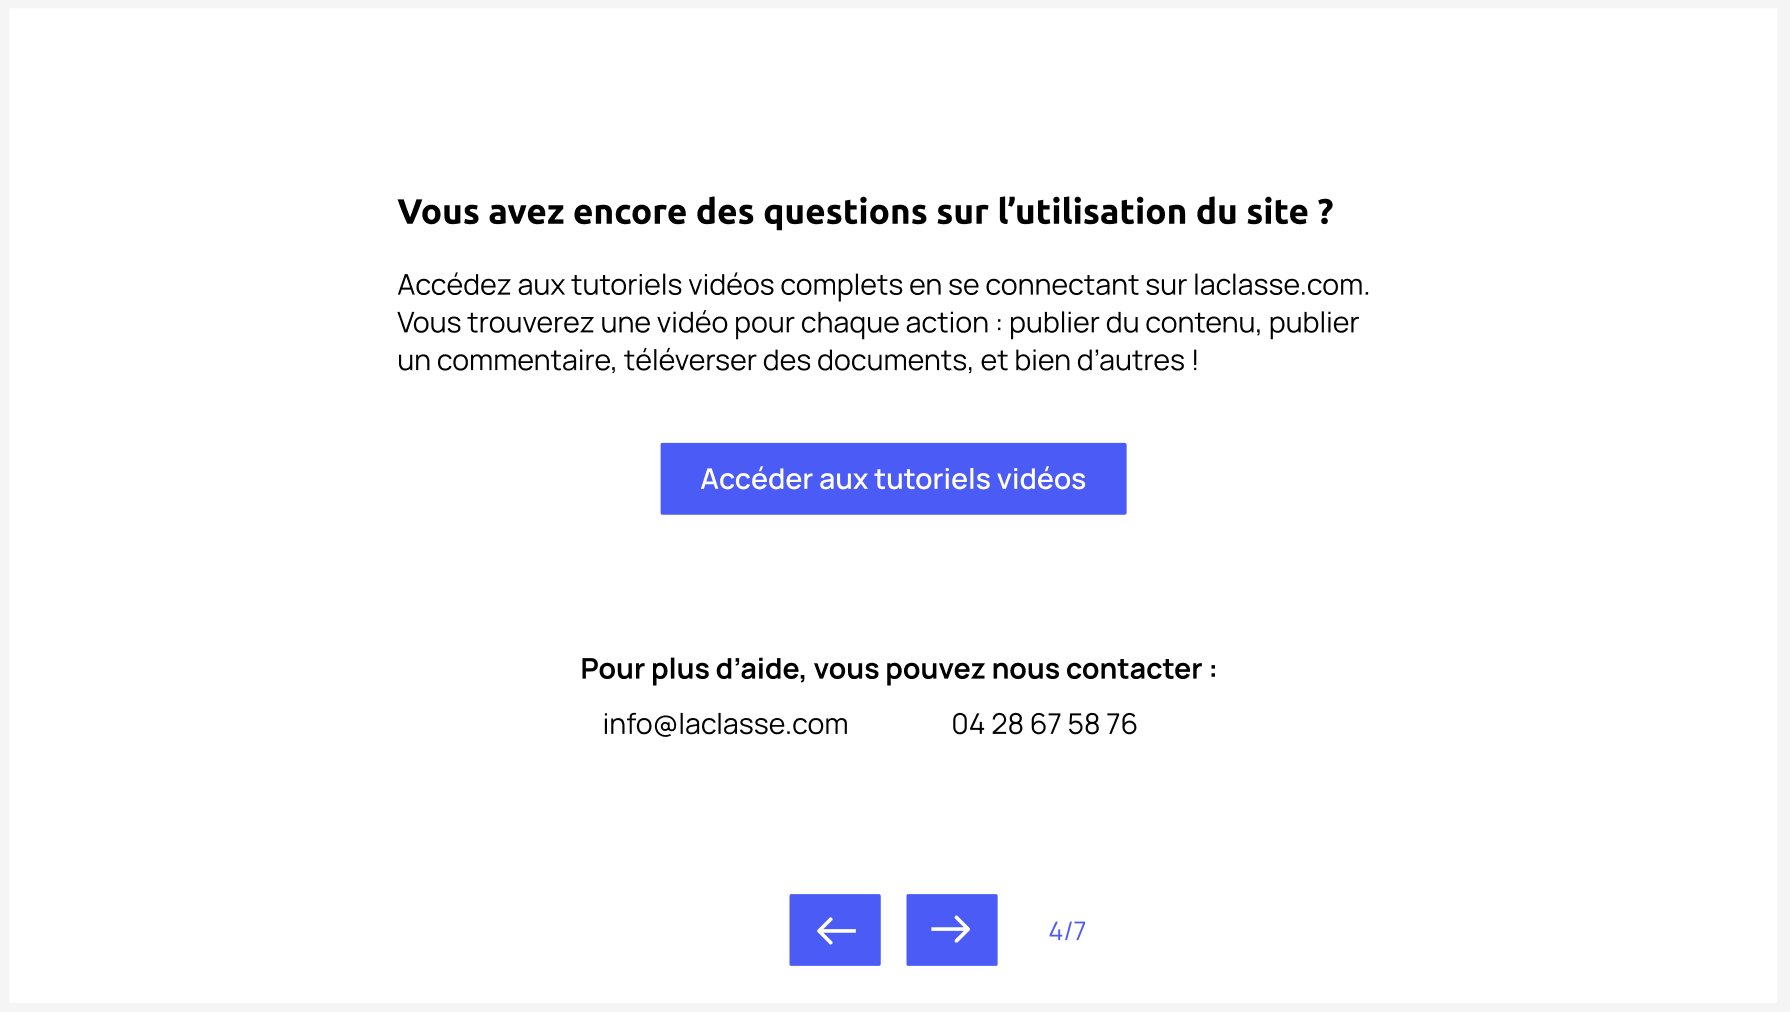 Vous avez encore des questions sur l’utilisation du site ?
Accédez aux tutoriels vidéos complets en se connectant sur laclasse.com.
Vous trouverez une vidéo pour chaque action : publier du contenu, publier
un commentaire, téléverser des documents, et bien d’autres !
Accéder aux tutoriels vidéos
Pour plus d’aide, vous pouvez nous contacter :
info@laclasse.com 04 28 67 58 76
4/7